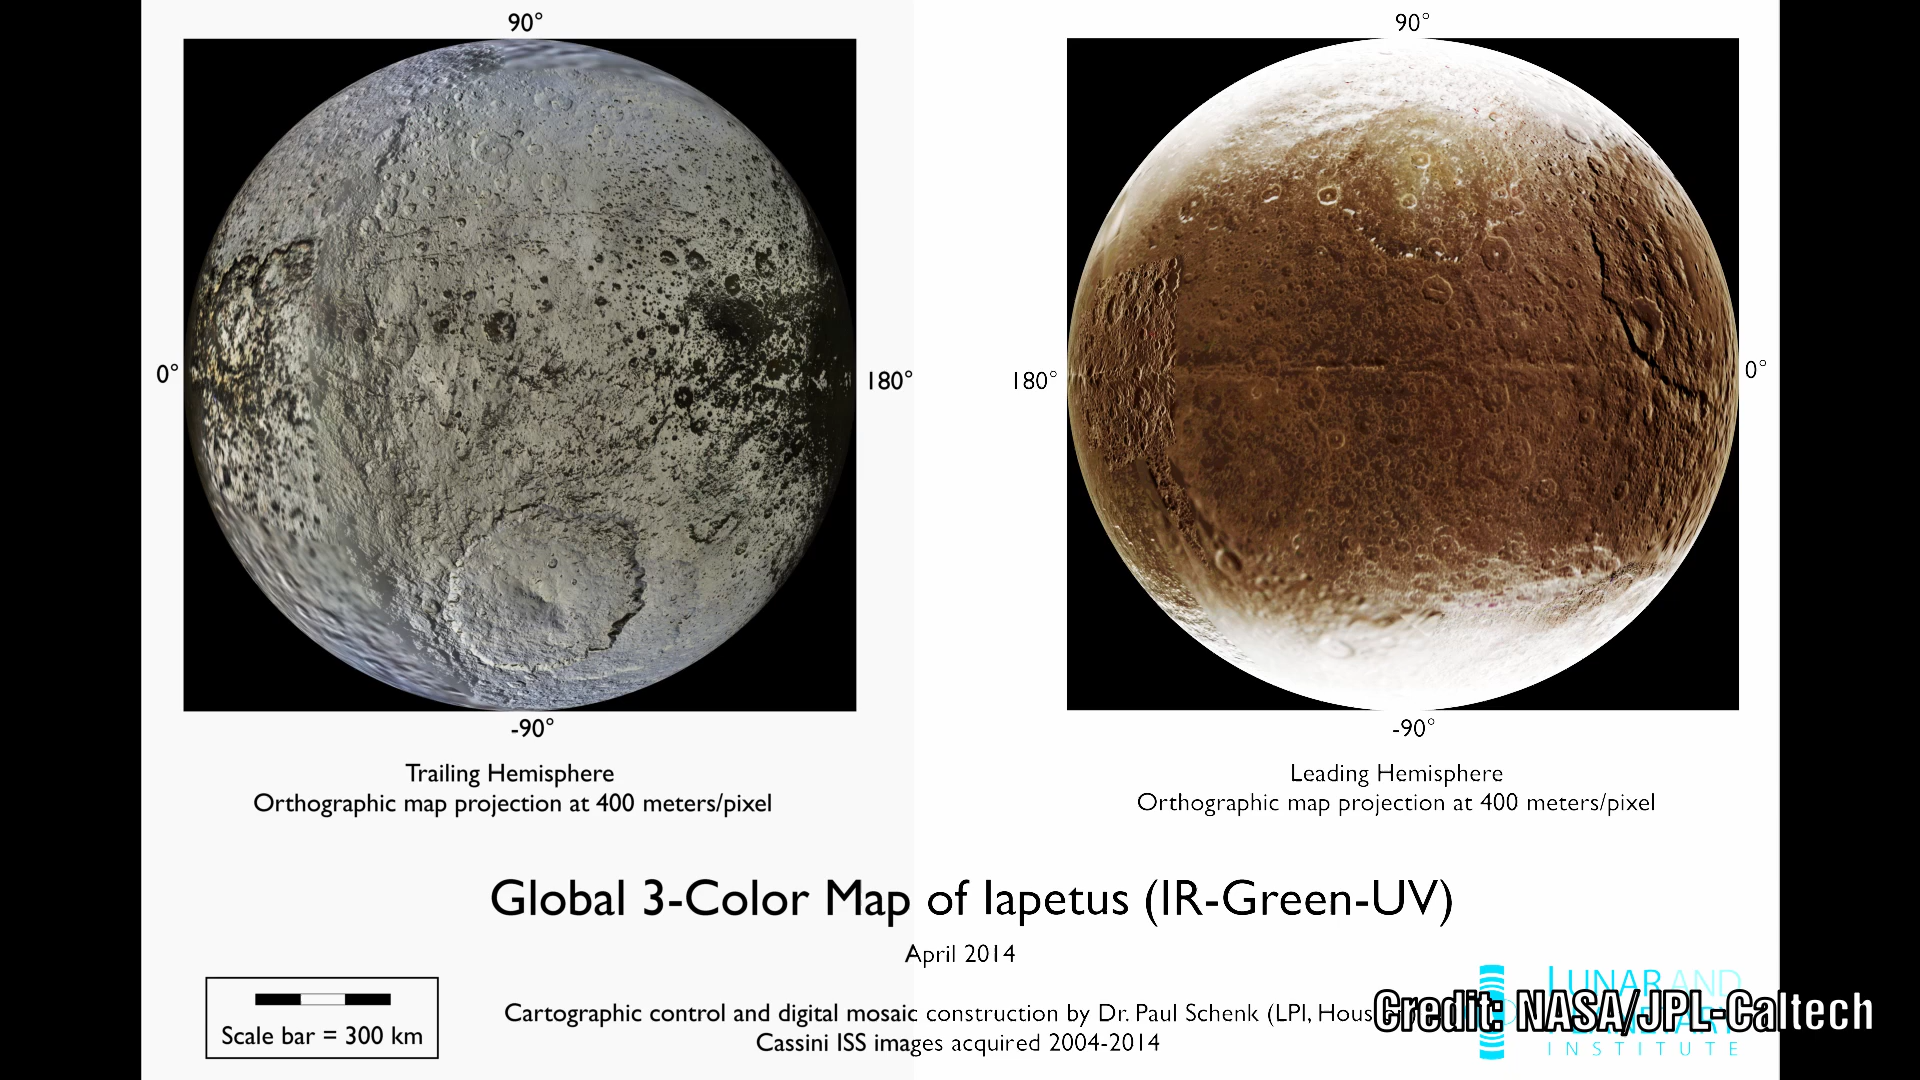 90°
90°
0°
180°
180°
0°
-90°
-90°
Trailing Hemisphere
Orthographic map projection at 400 meters/pixel
Leading Hemisphere
Orthographic map projection at 400 meters/pixel
Global 3-Color Map of Iapetus (IR-Green-UV)
April 2014
Scale bar = 300 km
Cartographic control and digital mosaic construction by Dr. Paul Schenk (LPI,
Cassini ISS images acquired 2004-2014
LUNAR AND
INSTITUTE
Credit: NASA/JPL-Caltech